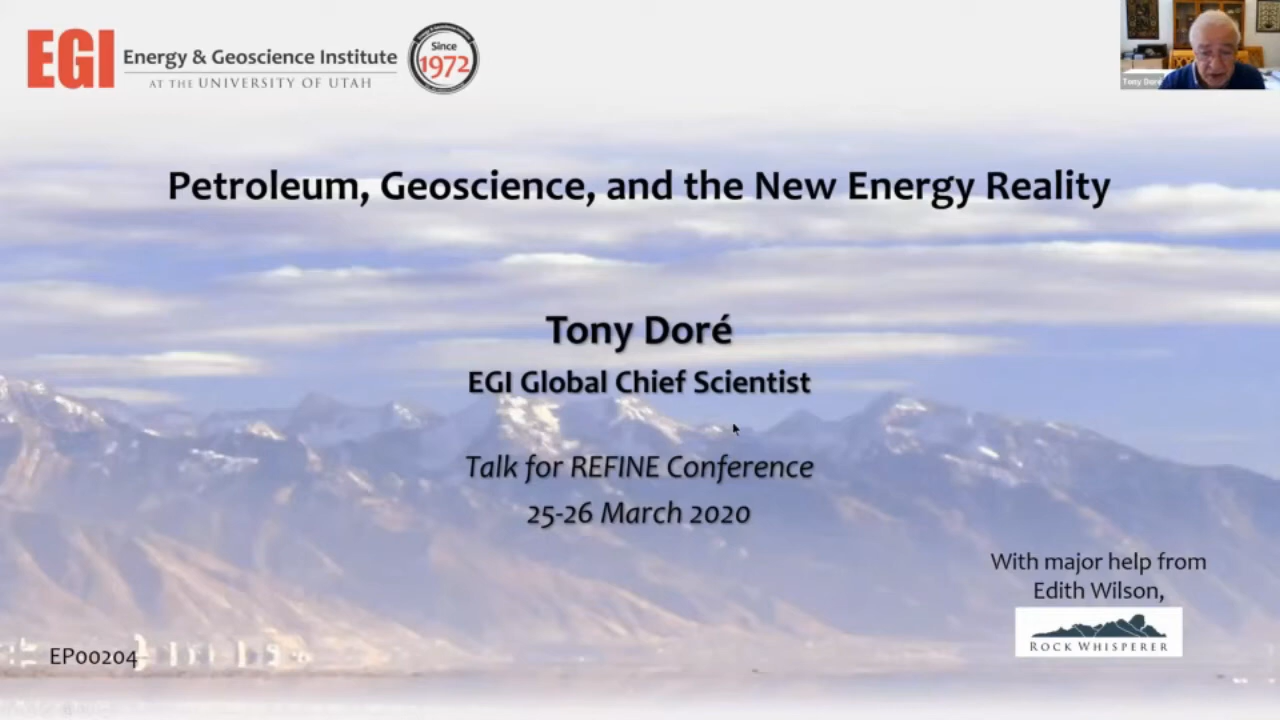 EGI
Energy & Geoscience Institute
AT THE UNIVERSITY OF UTAH
Since
1972
Tony Doré
Petroleum, Geoscience, and the New Energy Reality
Tony Doré
EGI Global Chief Scientist
Talk for REFINE Conference
25-26 March 2020
With major help from
Edith Wilson,
ROCK WHISPERER
EP00204